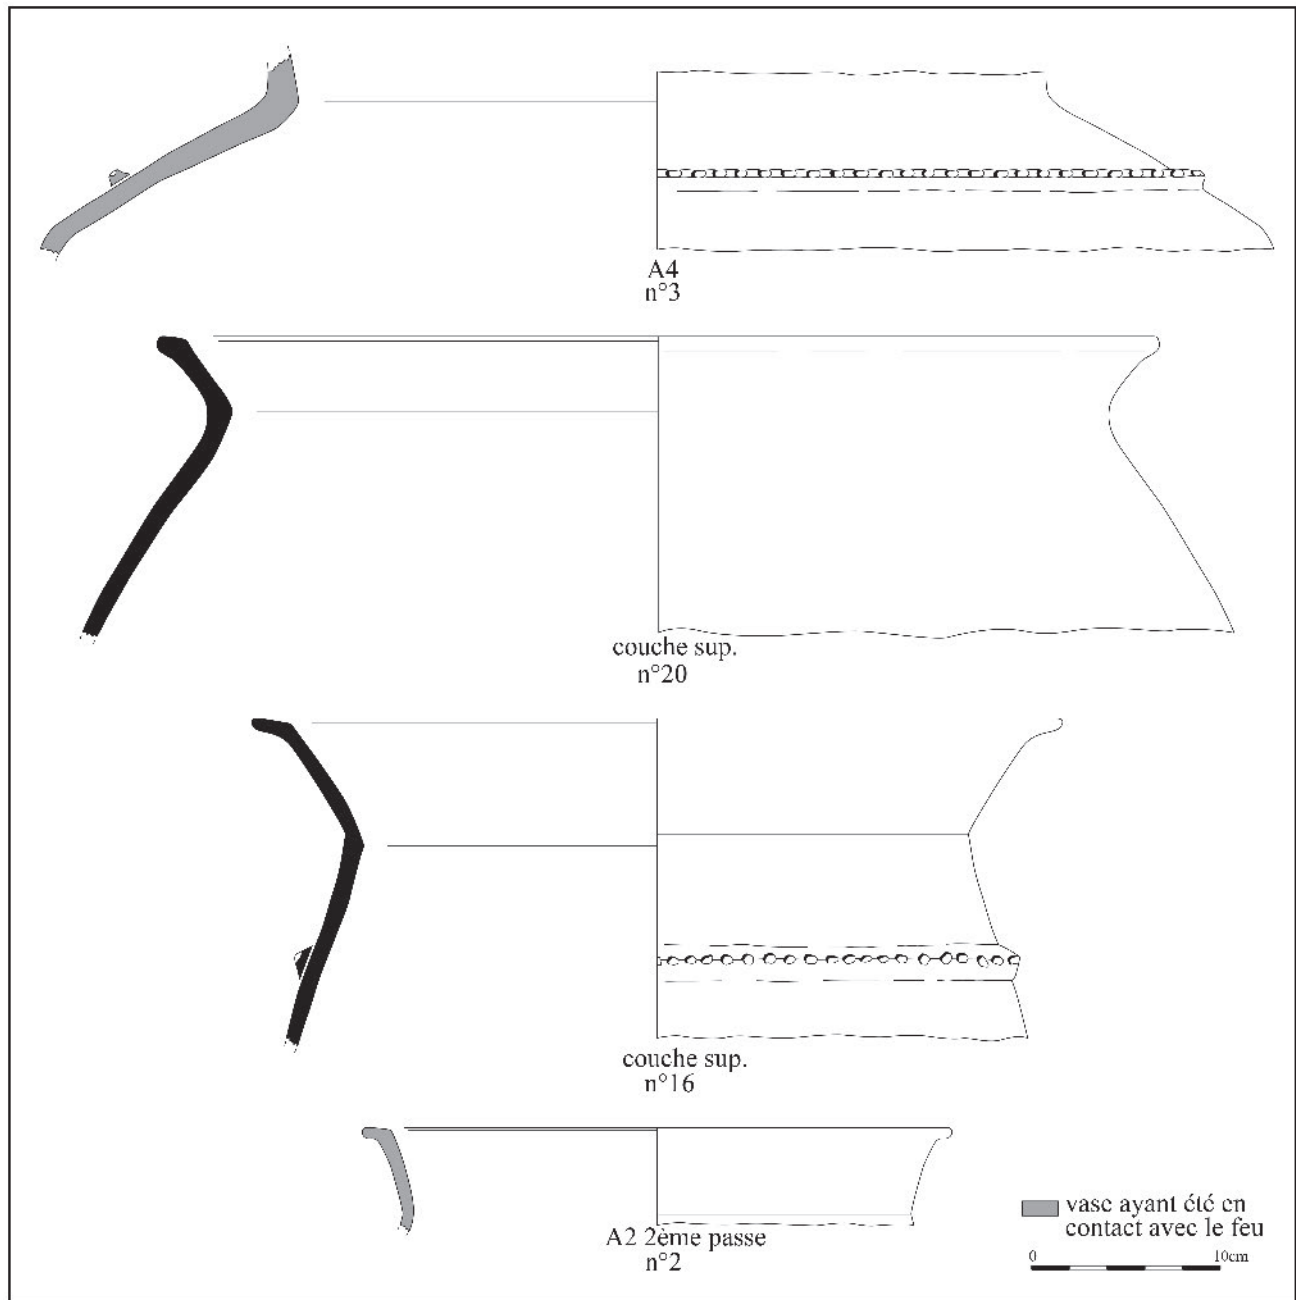 A4
n°3
couche sup.
n°20
couche sup.
n°16
A2 2ème passe
n°2
vase ayant été en
contact avec le feu
0 10cm